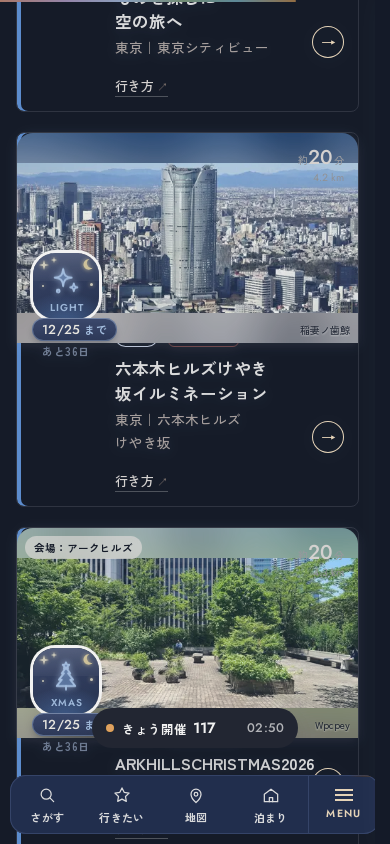 空の旅へ
東京｜東京シティビュー
→
行き方 ↗
約20分
LIGHT
12/25 まで
稲妻ノ歯鯨
あと36日
六本木ヒルズけやき
坂イルミネーション
東京｜六本木ヒルズ
けやき坂
→
行き方 ↗
会場：アークヒルズ
20
XMAS
12/25 ま
Wpcpey
きょう開催 117 02:50
あと36日
ARKHILLSCHRISTMAS2026
さがす
行きたい
地図
泊まり
MENU